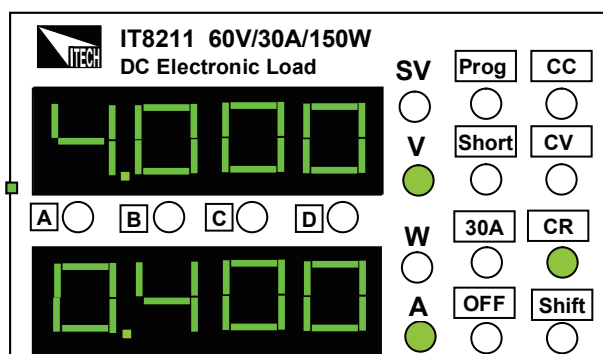 ITECH
IT8211 60V/30A/150W
DC Electronic Load
SV Prog CC
4.000
V Short CV
A B C D
W 30A CR
0.400
A OFF Shift